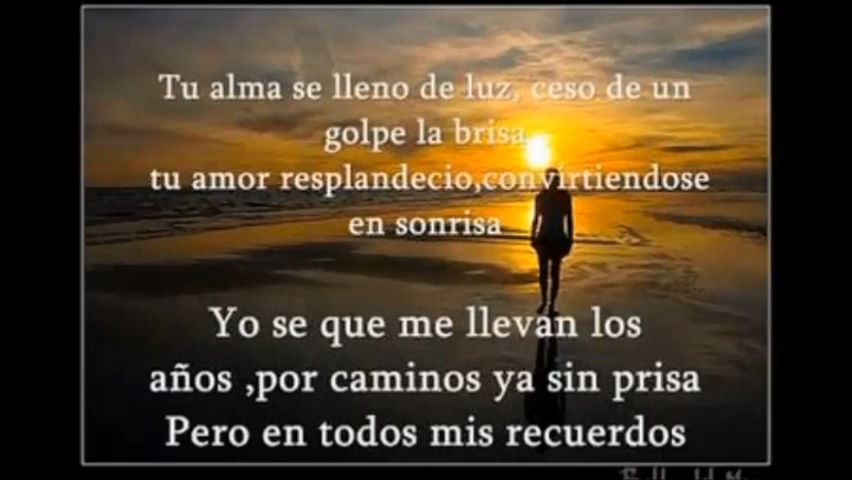 Tu alma se lleno de luz, ceso de un
golpe la brisa
tu amor resplandecio,convirtiendose
en sonrisa
Yo se que me llevan los
años ,por caminos ya sin prisa
Pero en todos mis recuerdos